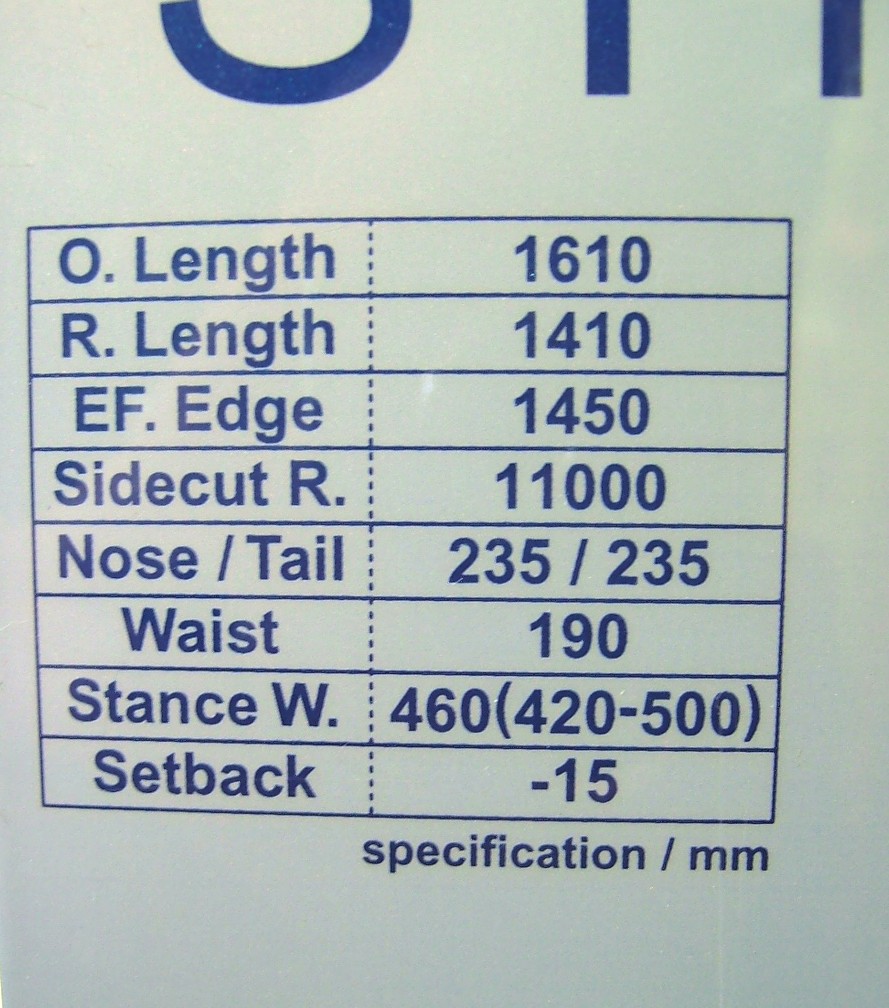 O. Length 1610
R. Length 1410
EF. Edge 1450
Sidecut R. 11000
Nose / Tail 235 / 235
Waist 190
Stance W. 460(420-500)
Setback -15
specification / mm